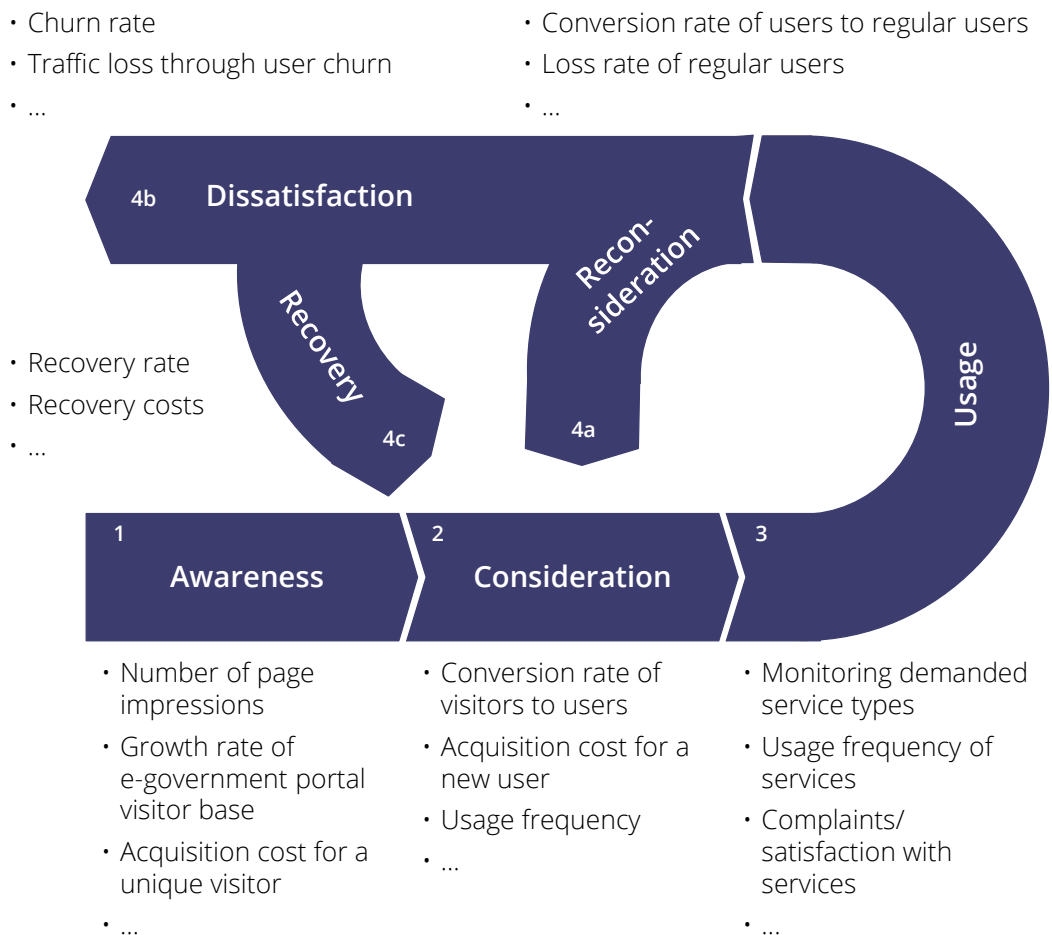 • Churn rate
• Traffic loss through user churn
• ...
• Conversion rate of users to regular users
• Loss rate of regular users
• ...
4b
Dissatisfaction
Recon-
sideration
Recovery
Usage
• Recovery rate
• Recovery costs
• ...
4c
4a
1
Awareness
2
Consideration
3
• Number of page
impressions
• Growth rate of
e-government portal
visitor base
• Acquisition cost for a
unique visitor
• ...
• Conversion rate of
visitors to users
• Acquisition cost for a
new user
• Usage frequency
• ...
• Monitoring demanded
service types
• Usage frequency of
services
• Complaints/
satisfaction with
services
• ...